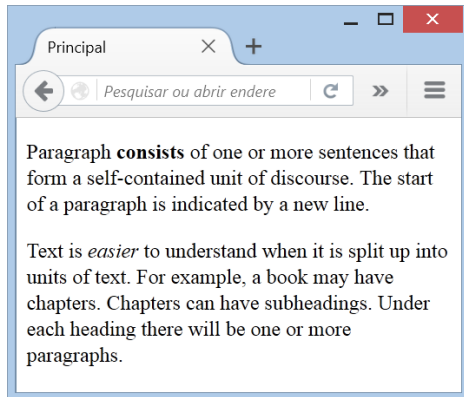 Principal
Pesquisar ou abrir endere
Paragraph consists of one or more sentences that
form a self-contained unit of discourse. The start
of a paragraph is indicated by a new line.
Text is easier to understand when it is split up into
units of text. For example, a book may have
chapters. Chapters can have subheadings. Under
each heading there will be one or more
paragraphs.